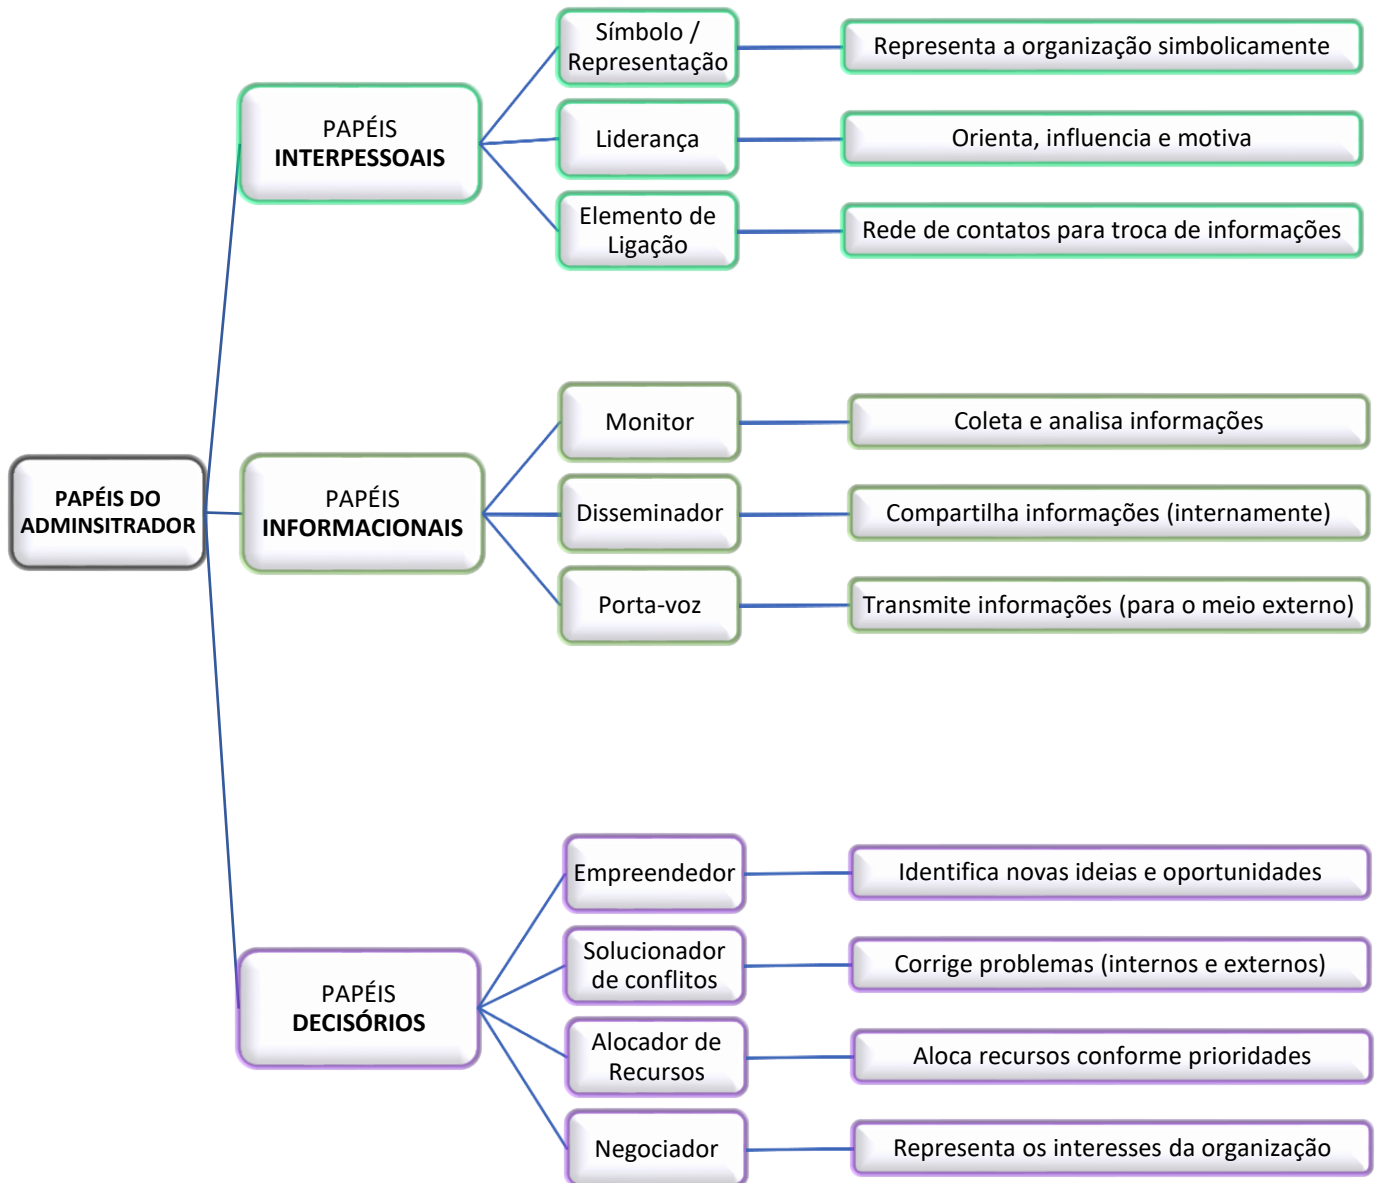 PAPÉIS DO
ADMINSITRADOR
PAPÉIS
INTERPESSOAIS
Símbolo /
Representação
Representa a organização simbolicamente
Liderança
Orienta, influencia e motiva
Elemento de
Ligação
Rede de contatos para troca de informações
PAPÉIS
INFORMACIONAIS
Monitor
Coleta e analisa informações
Disseminador
Compartilha informações (internamente)
Porta-voz
Transmite informações (para o meio externo)
PAPÉIS
DECISÓRIOS
Empreendedor
Identifica novas ideias e oportunidades
Solucionador
de conflitos
Corrige problemas (internos e externos)
Alocador de
Recursos
Aloca recursos conforme prioridades
Negociador
Representa os interesses da organização